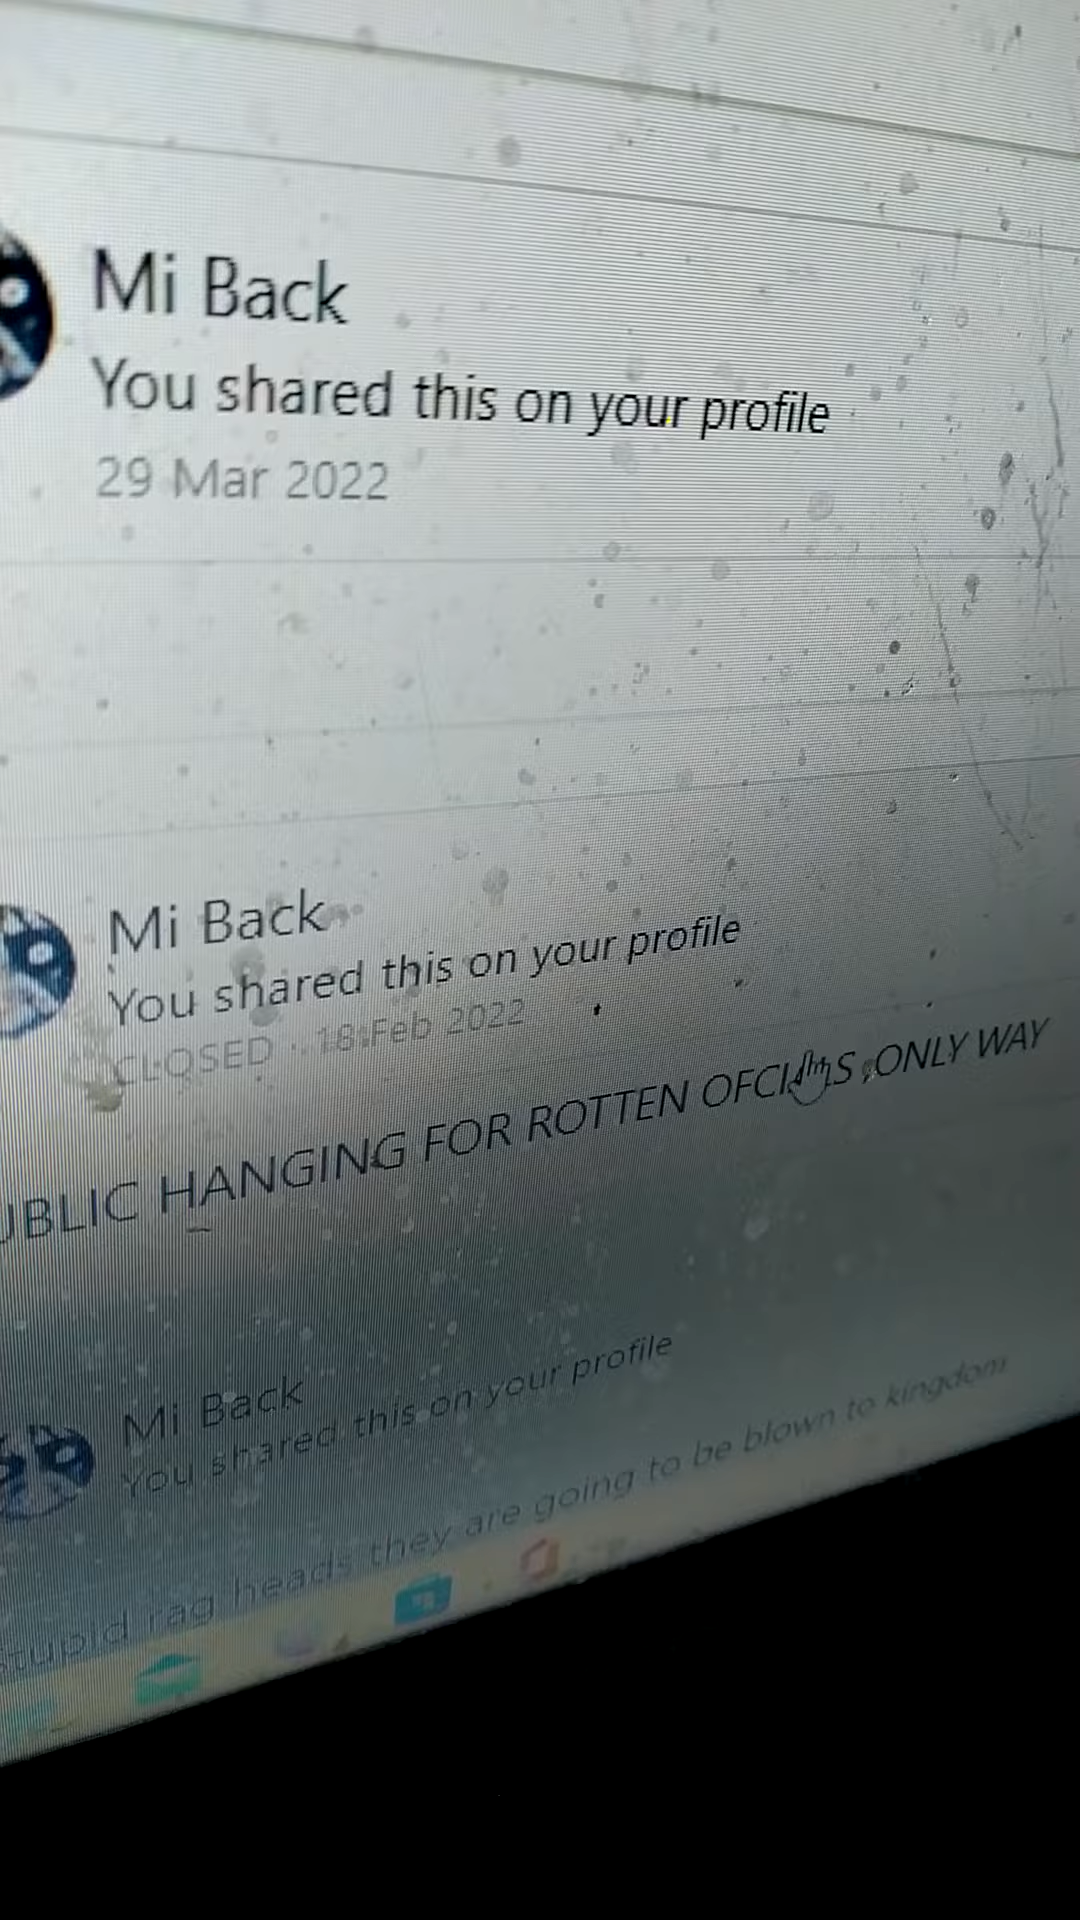 Mi Back
You shared this on your profile
29 Mar 2022
Mi Back
You shared this on your profile
CLOSED · 18 Feb 2022
UBLIC HANGING FOR ROTTEN OFCIALS ,ONLY WAY
Mi Back
You shared this on your profile
stupid rag heads they are going to be blown to kingdom